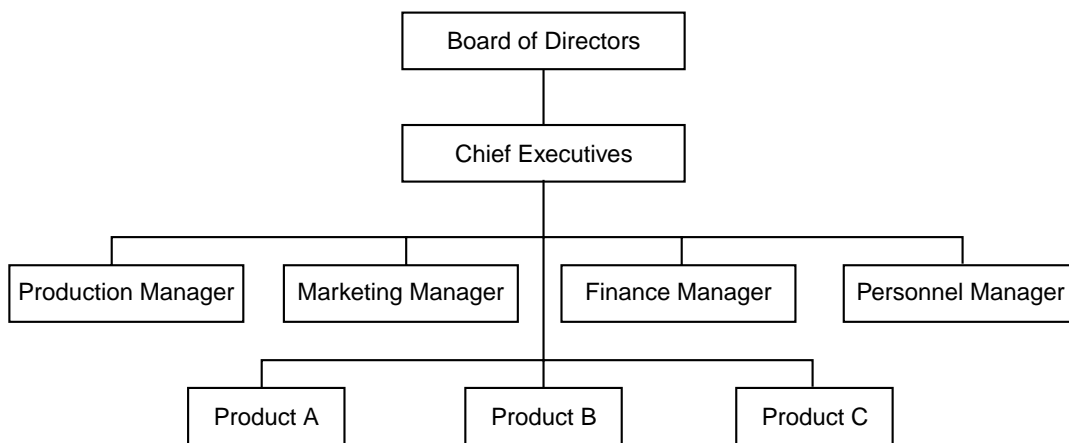 Board of Directors
Chief Executives
Production Manager
Marketing Manager
Finance Manager
Personnel Manager
Product A
Product B
Product C